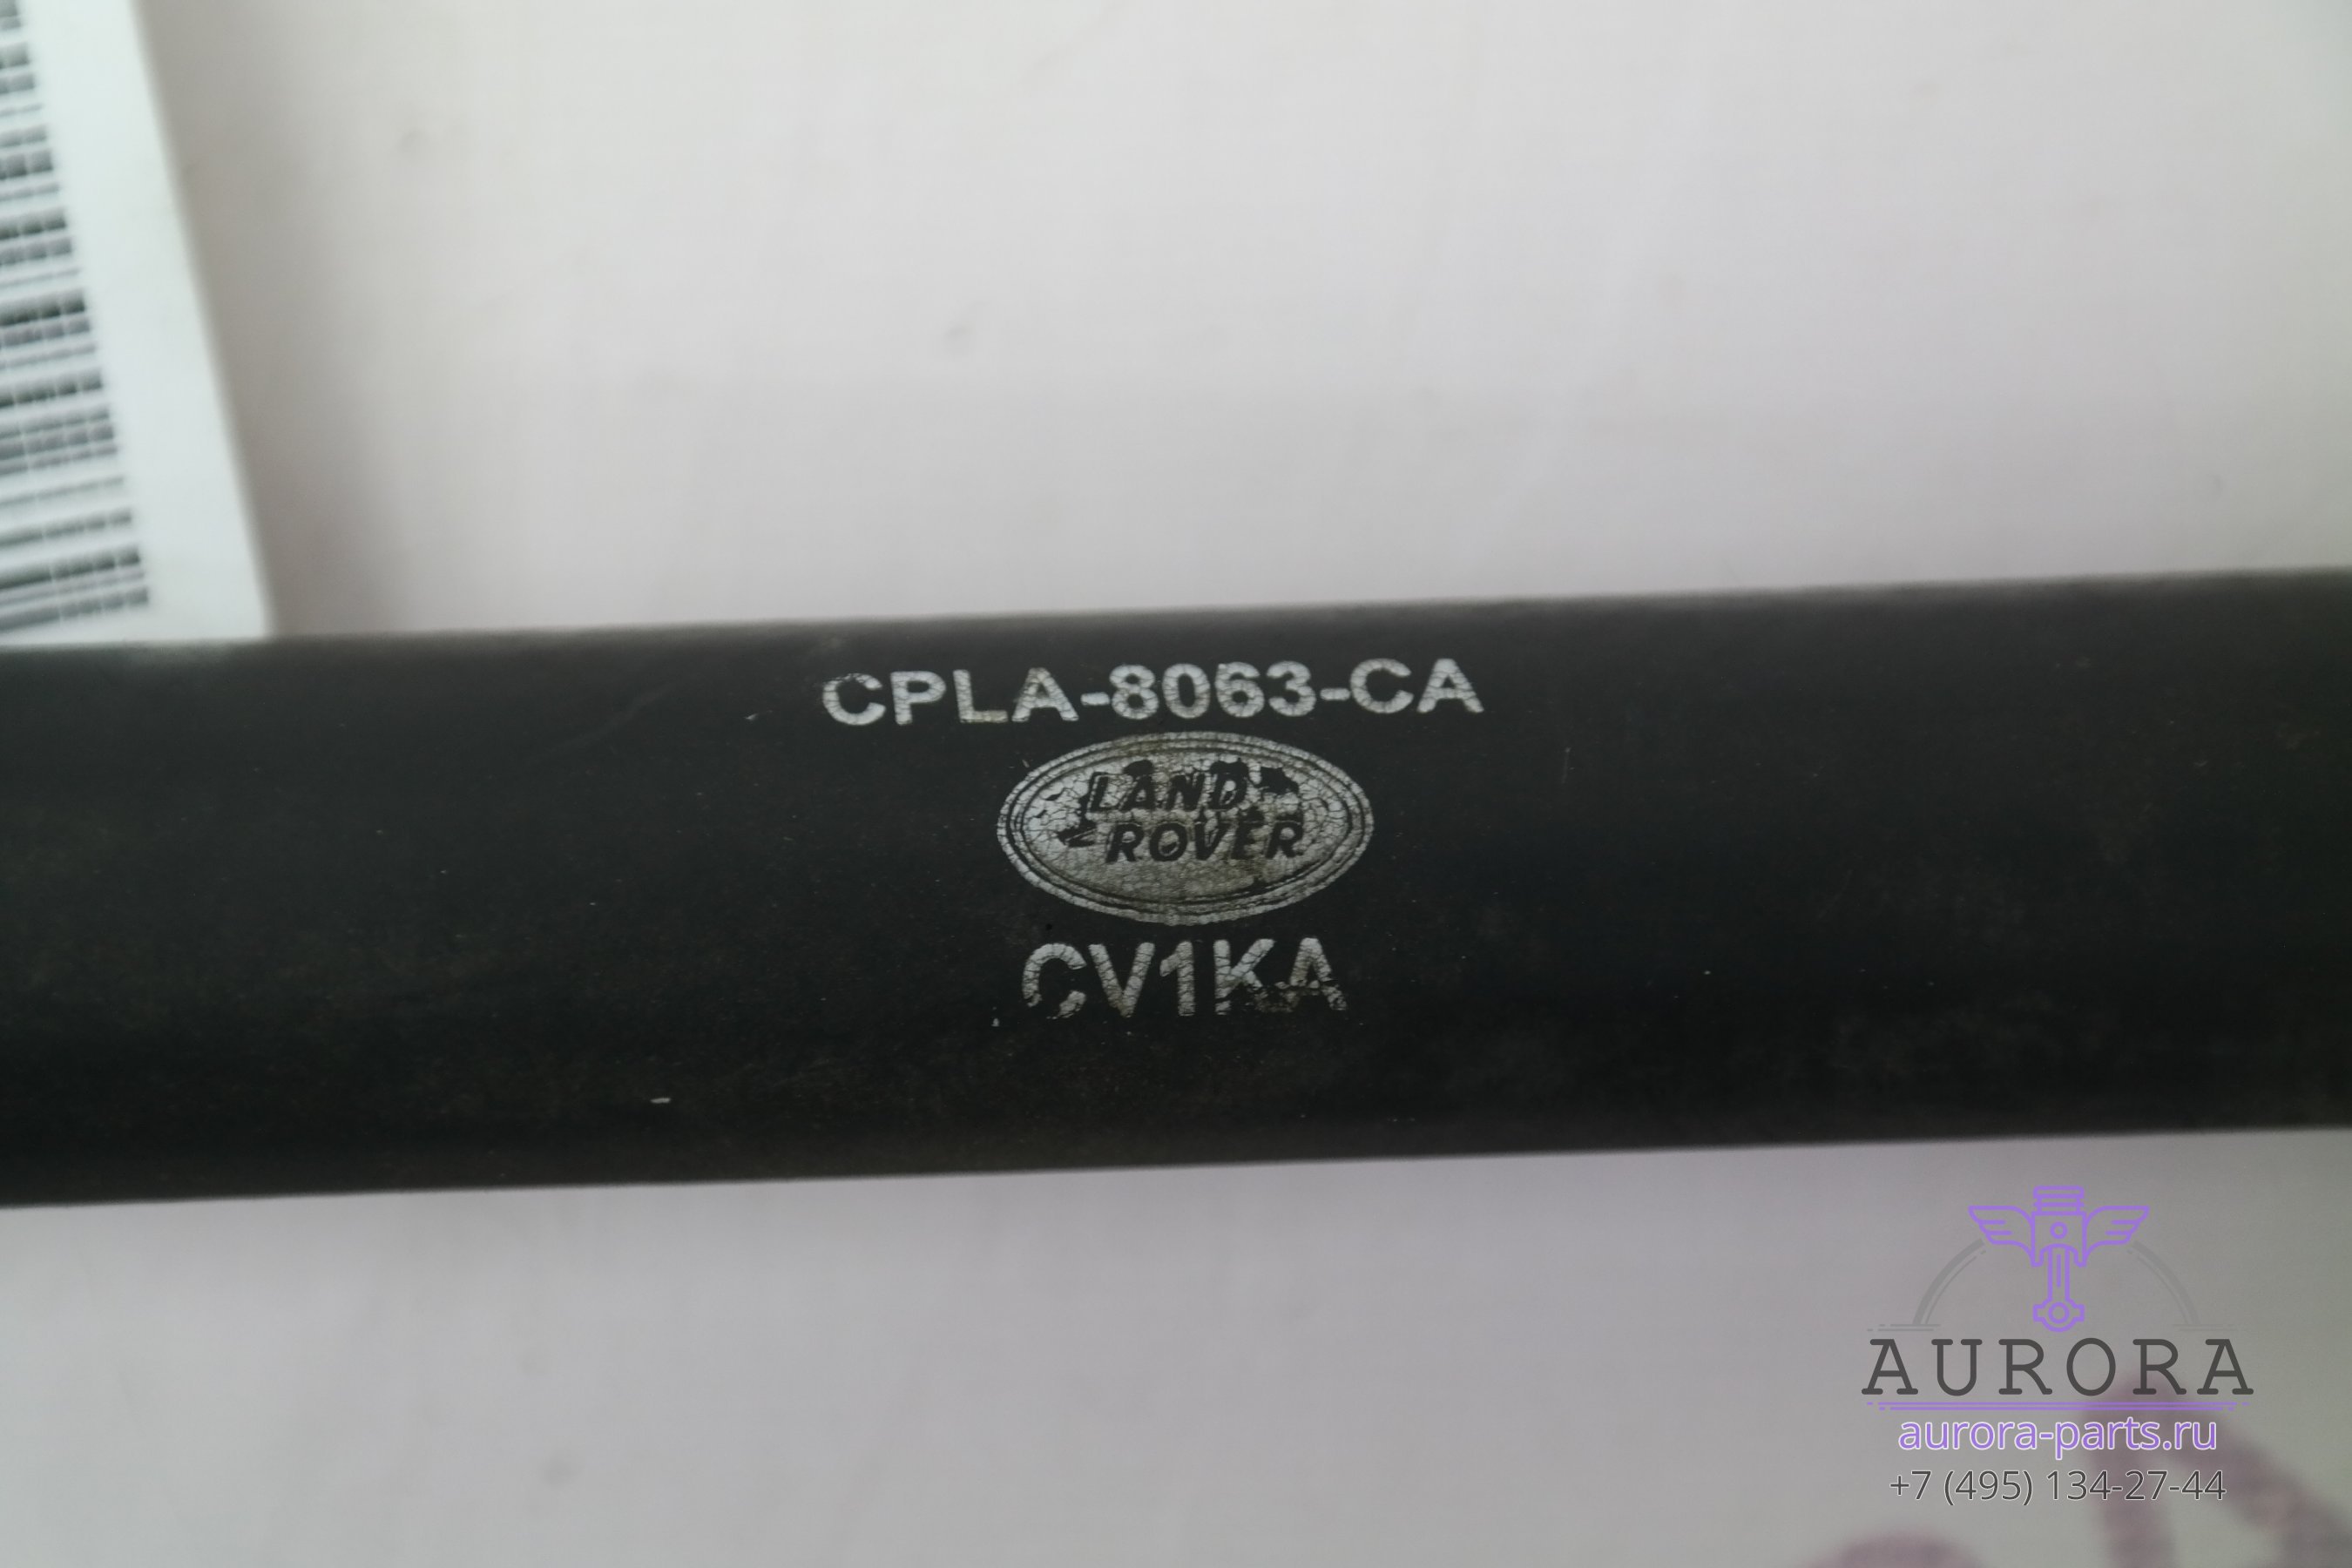 CPLA-8063-CA
LAND
ROVER
CV1KA
AURORA
aurora-parts.ru
+7 (495) 134-27-44